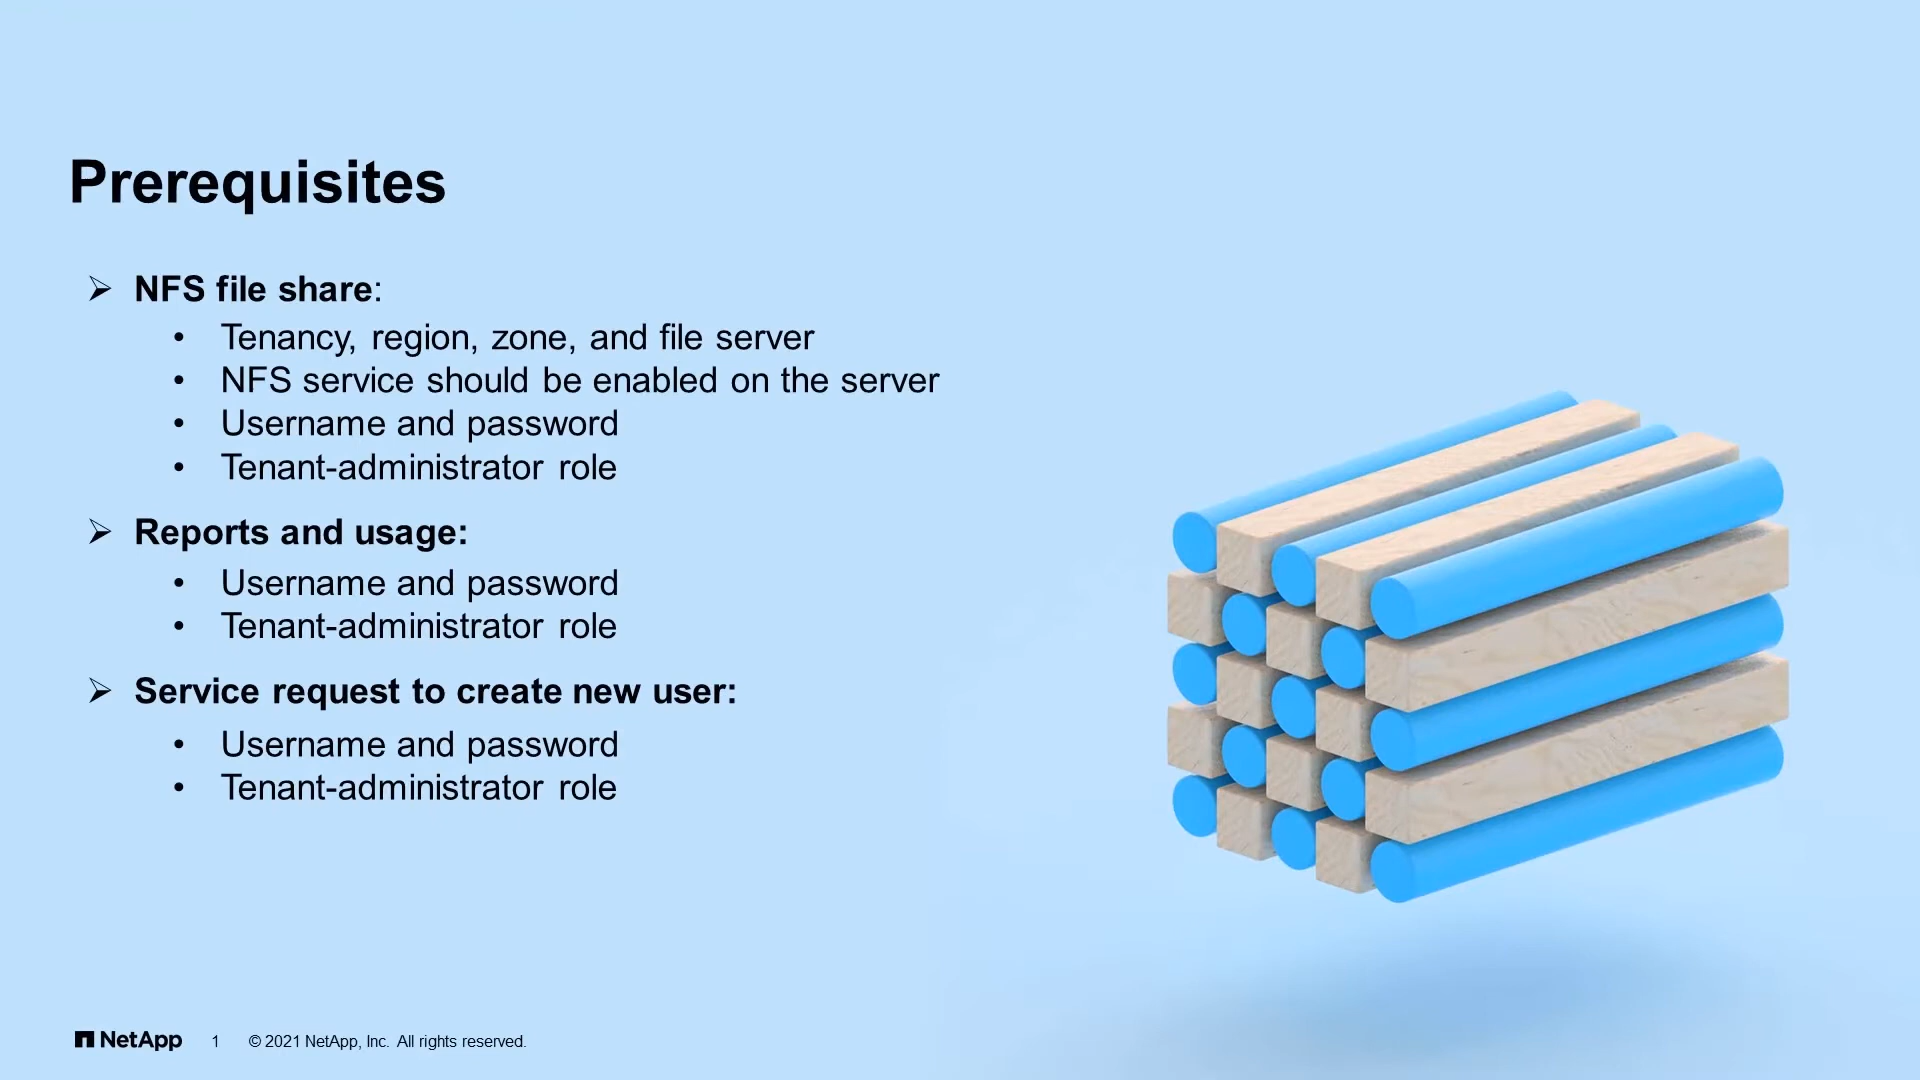 Prerequisites
➢ NFS file share:
• Tenancy, region, zone, and file server
• NFS service should be enabled on the server
• Username and password
• Tenant-administrator role
➢ Reports and usage:
• Username and password
• Tenant-administrator role
➢ Service request to create new user:
• Username and password
• Tenant-administrator role
NetApp 1 © 2021 NetApp, Inc. All rights reserved.